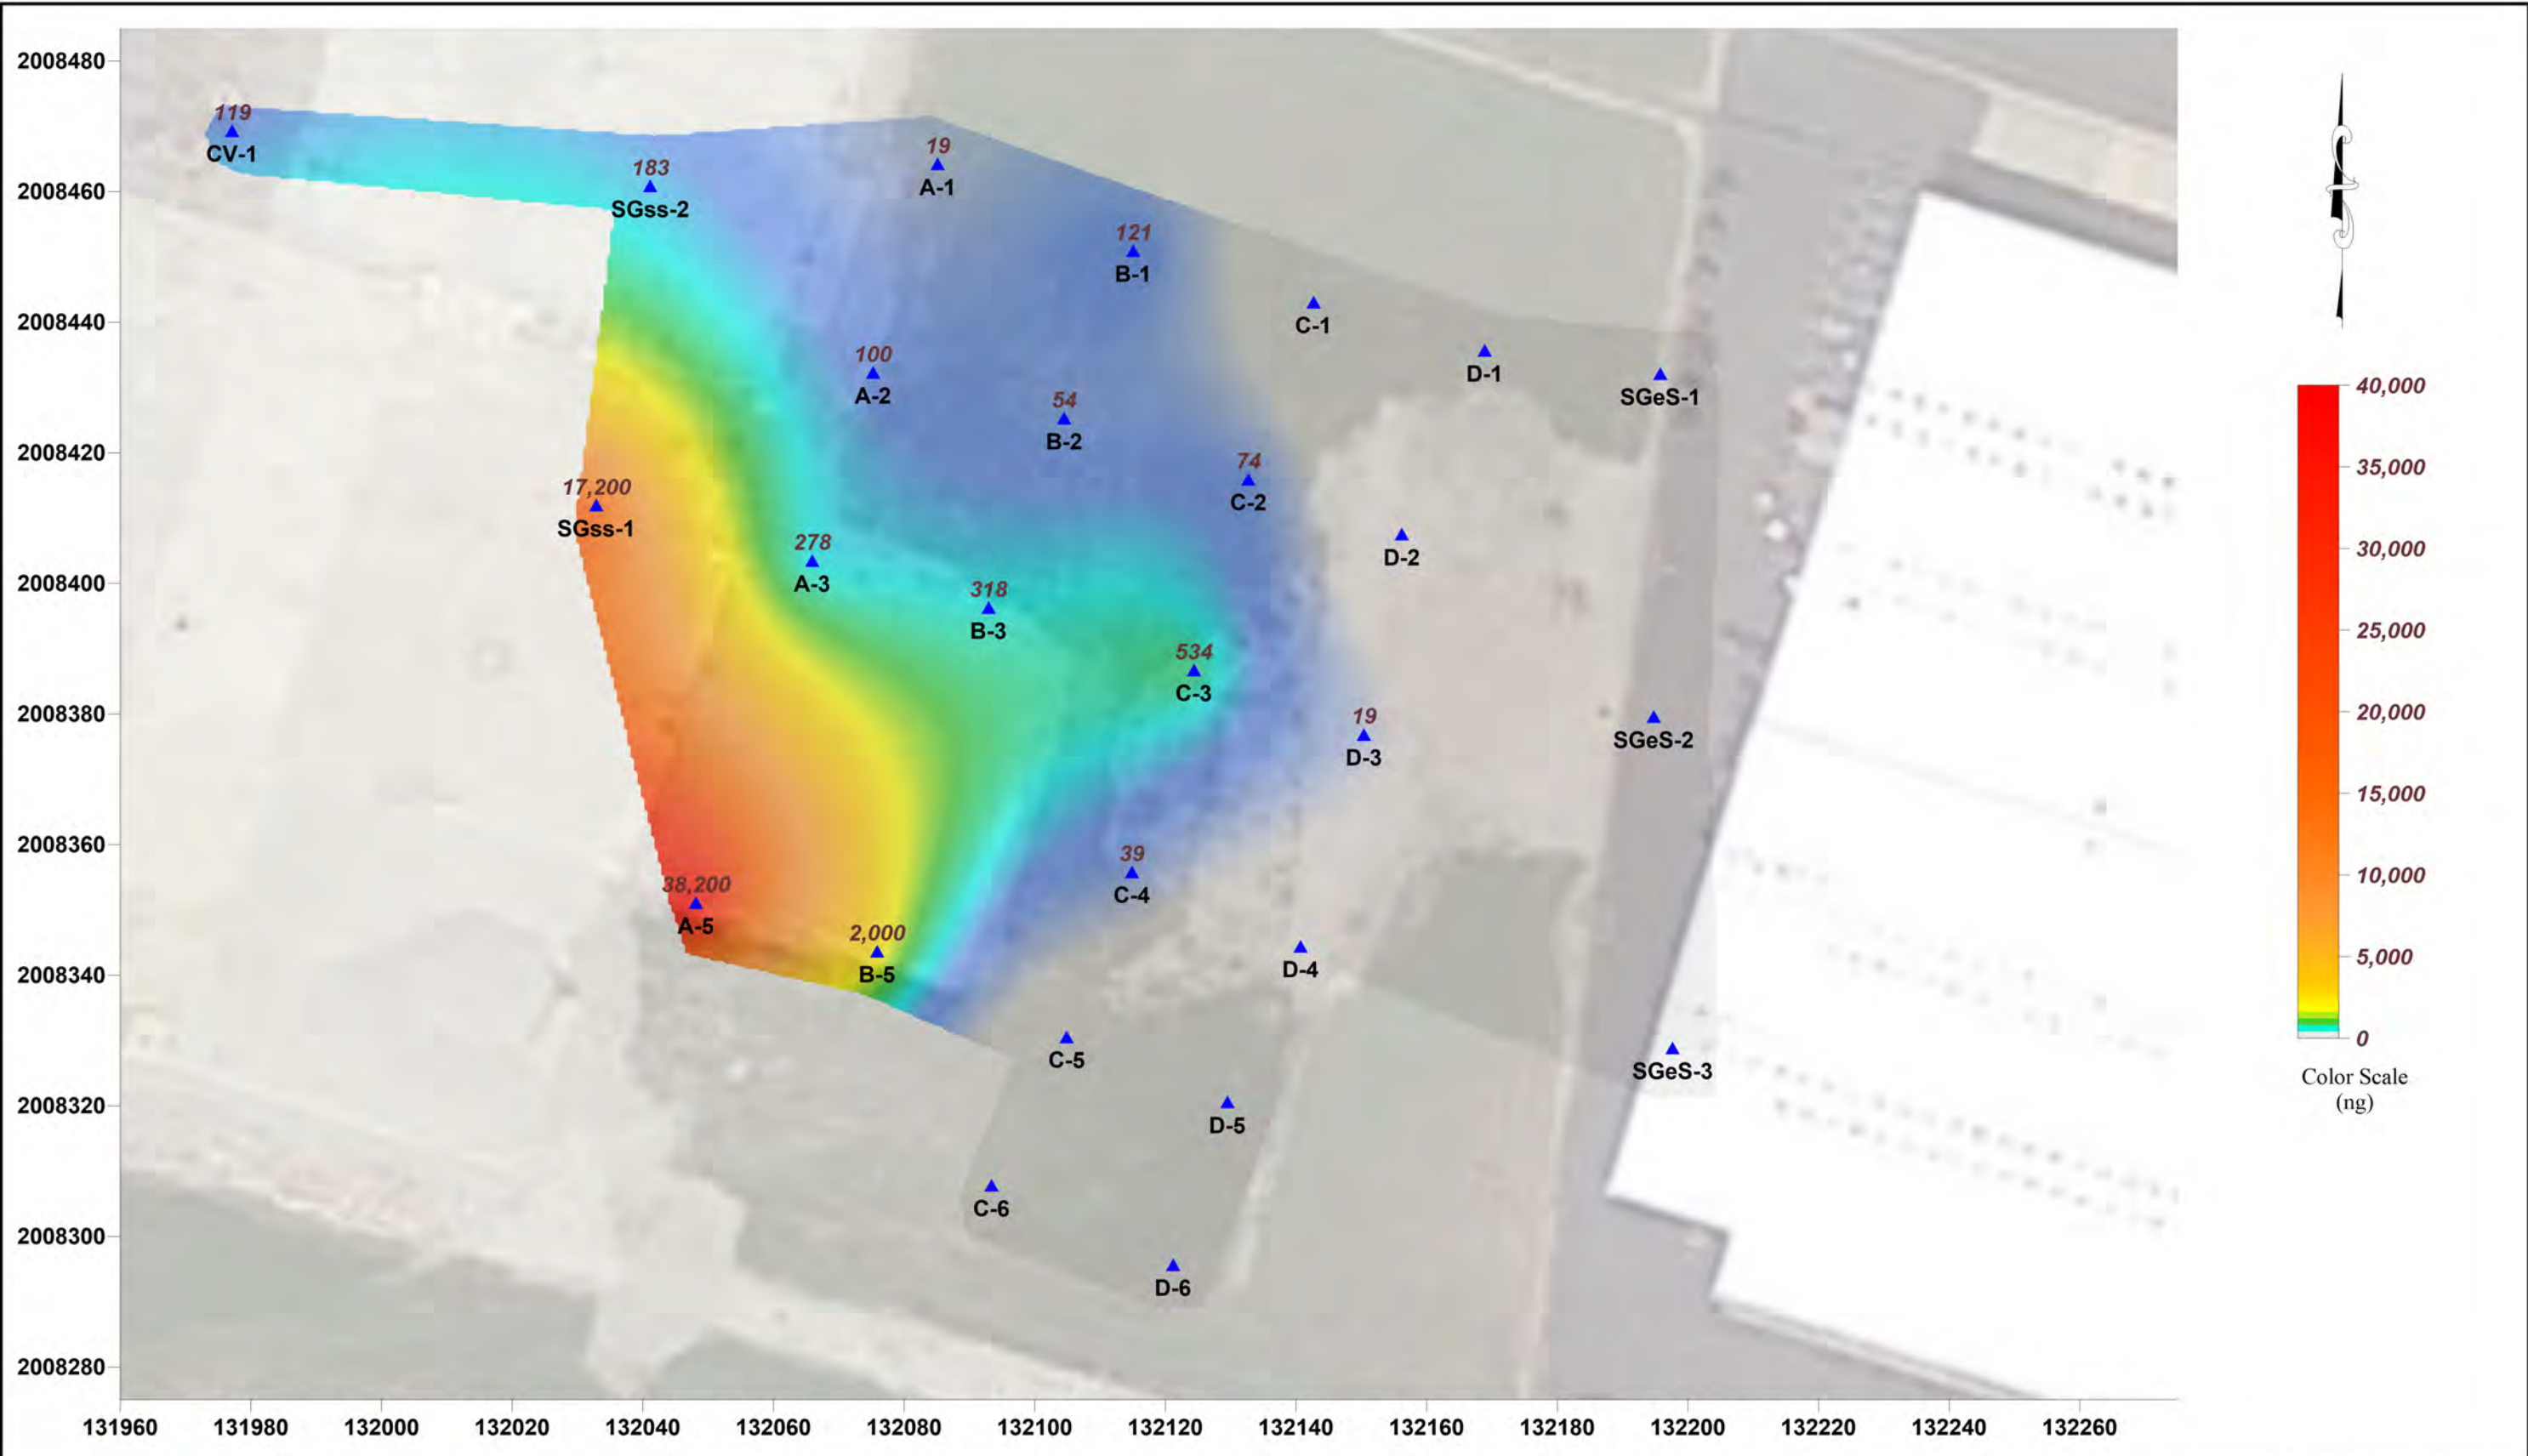 2008480
2008460
2008440
2008420
2008400
2008380
2008360
2008340
2008320
2008300
2008280
131960 131980 132000 132020 132040 132060 132080 132100 132120 132140 132160 132180 132200 132220 132240 132260
119
CV-1
183
SGss-2
19
A-1
121
B-1
C-1
D-1
SGeS-1
100
A-2
54
B-2
74
C-2
D-2
17,200
SGss-1
278
A-3
318
B-3
534
C-3
19
D-3
SGeS-2
38,200
A-5
2,000
B-5
39
C-4
D-4
C-5
SGeS-3
D-5
C-6
D-6
40,000
35,000
30,000
25,000
20,000
15,000
10,000
5,000
0
Color Scale
(ng)